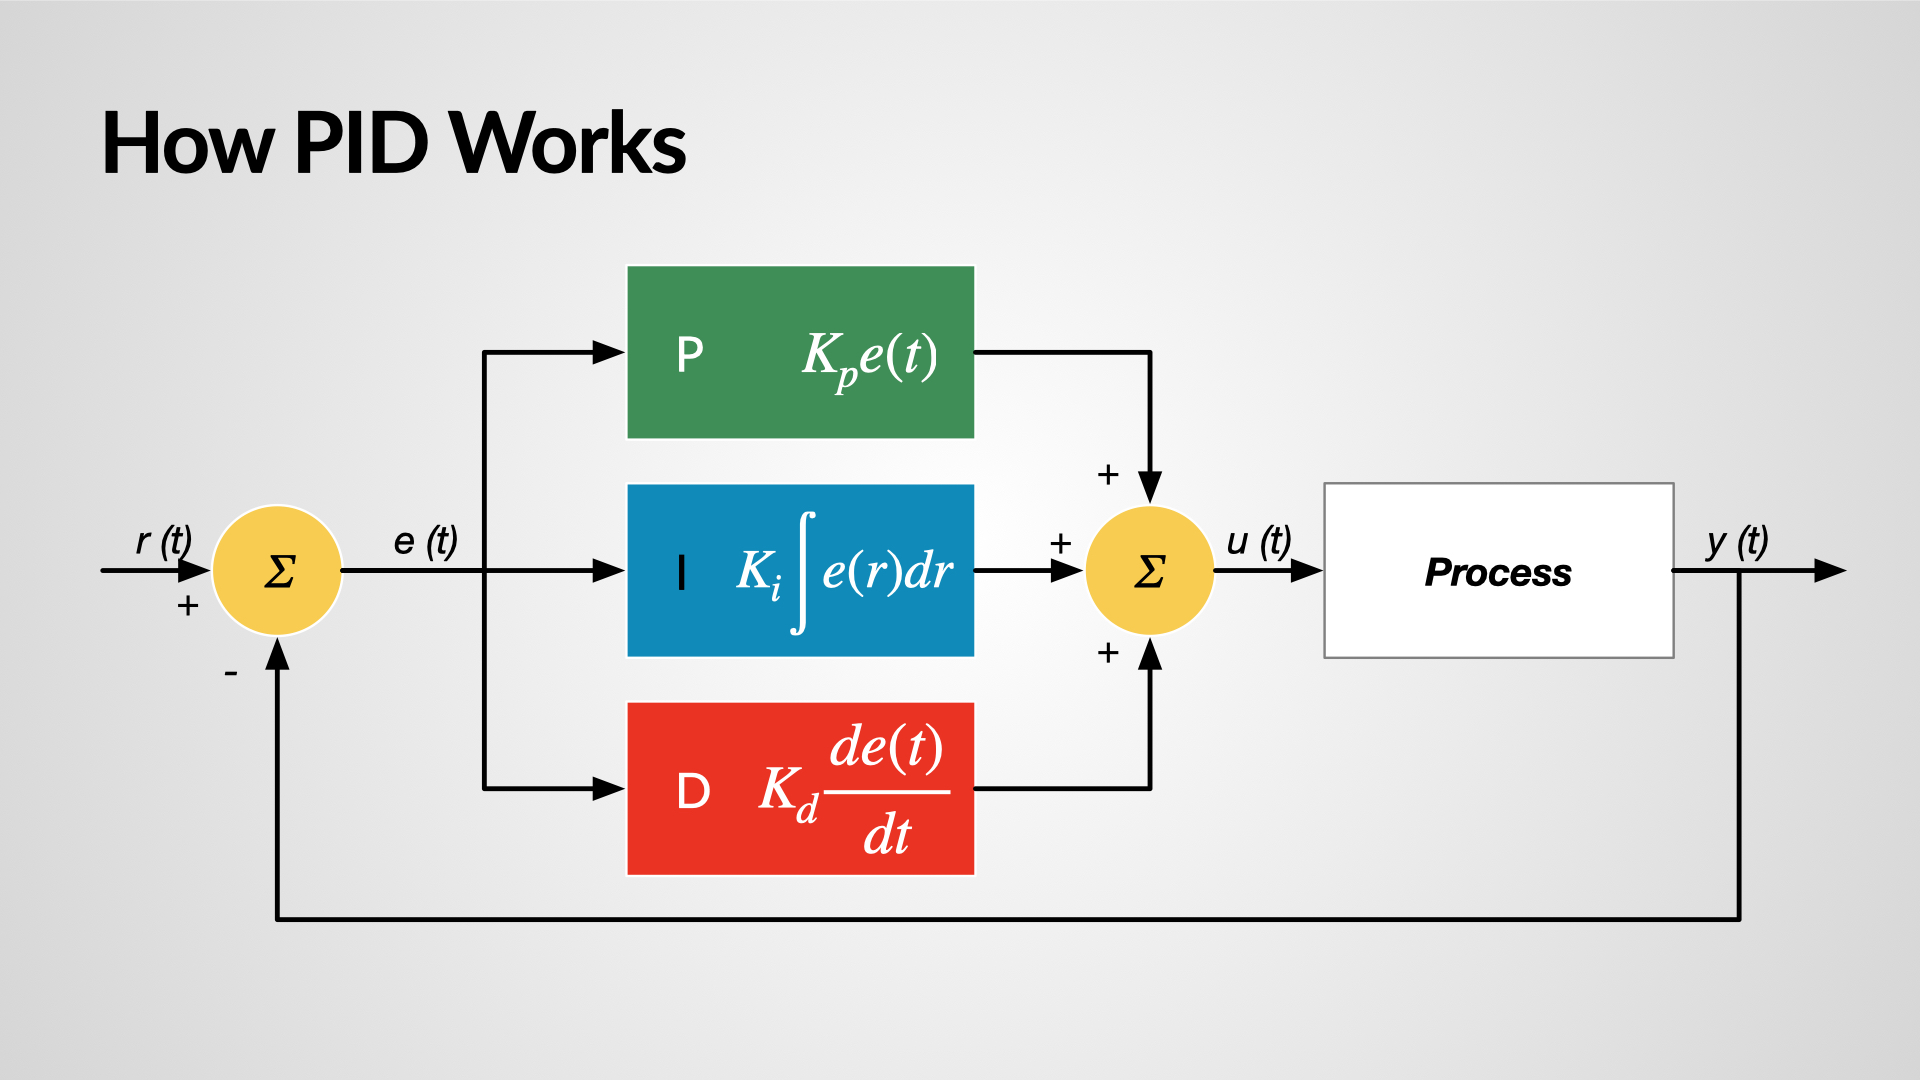 How PID Works
P K_p e(t)
r (t)
+
Σ
-
e (t)
I K_i ∫ e(r)dr
D K_d de(t)/dt
+
+
+
Σ
u (t)
Process
y (t)